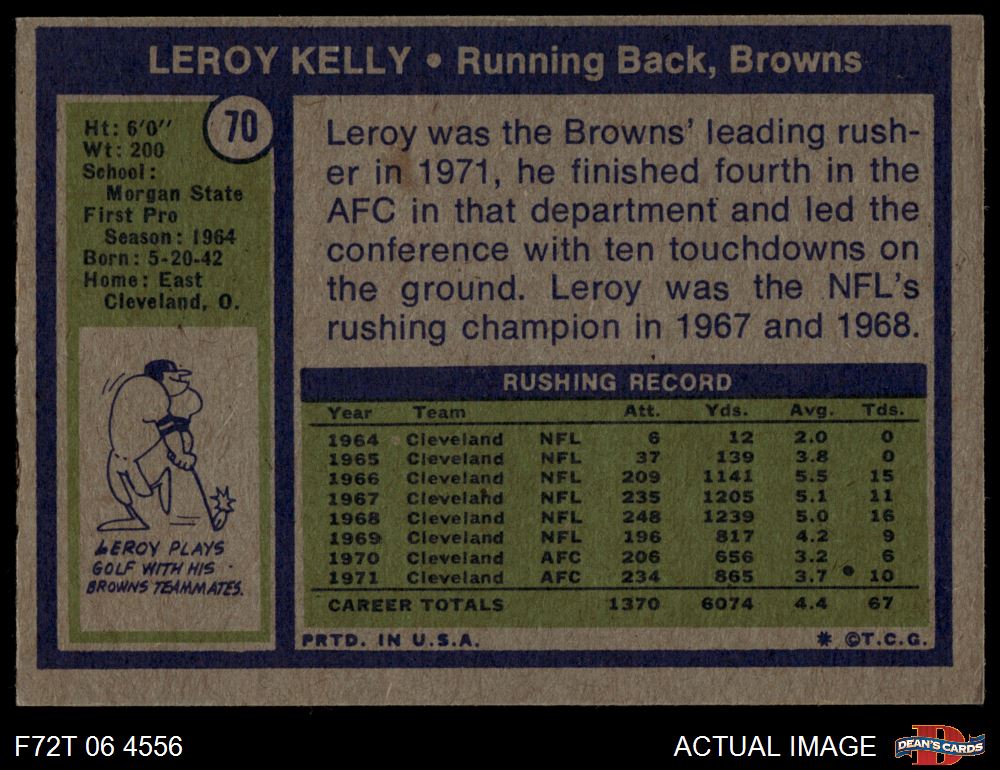 LEROY KELLY • Running Back, Browns
70
Ht: 6'0"
Wt: 200
School:
Morgan State
First Pro
Season: 1964
Born: 5-20-42
Home: East
Cleveland, O.
LEROY PLAYS
GOLF WITH HIS
BROWNS TEAMMATES.
Leroy was the Browns' leading rush-
er in 1971, he finished fourth in the
AFC in that department and led the
conference with ten touchdowns on
the ground. Leroy was the NFL's
rushing champion in 1967 and 1968.
RUSHING RECORD
Year Team Att. Yds. Avg. Tds.
1964 Cleveland NFL 6 12 2.0 0
1965 Cleveland NFL 37 139 3.8 0
1966 Cleveland NFL 209 1141 5.5 15
1967 Cleveland NFL 235 1205 5.1 11
1968 Cleveland NFL 248 1239 5.0 16
1969 Cleveland NFL 196 817 4.2 9
1970 Cleveland AFC 206 656 3.2 6
1971 Cleveland AFC 234 865 3.7 10
CAREER TOTALS 1370 6074 4.4 67
PRTD. IN U.S.A. * ©T.C.G.
F72T 06 4556 ACTUAL IMAGE
D
DEAN'S CARDS